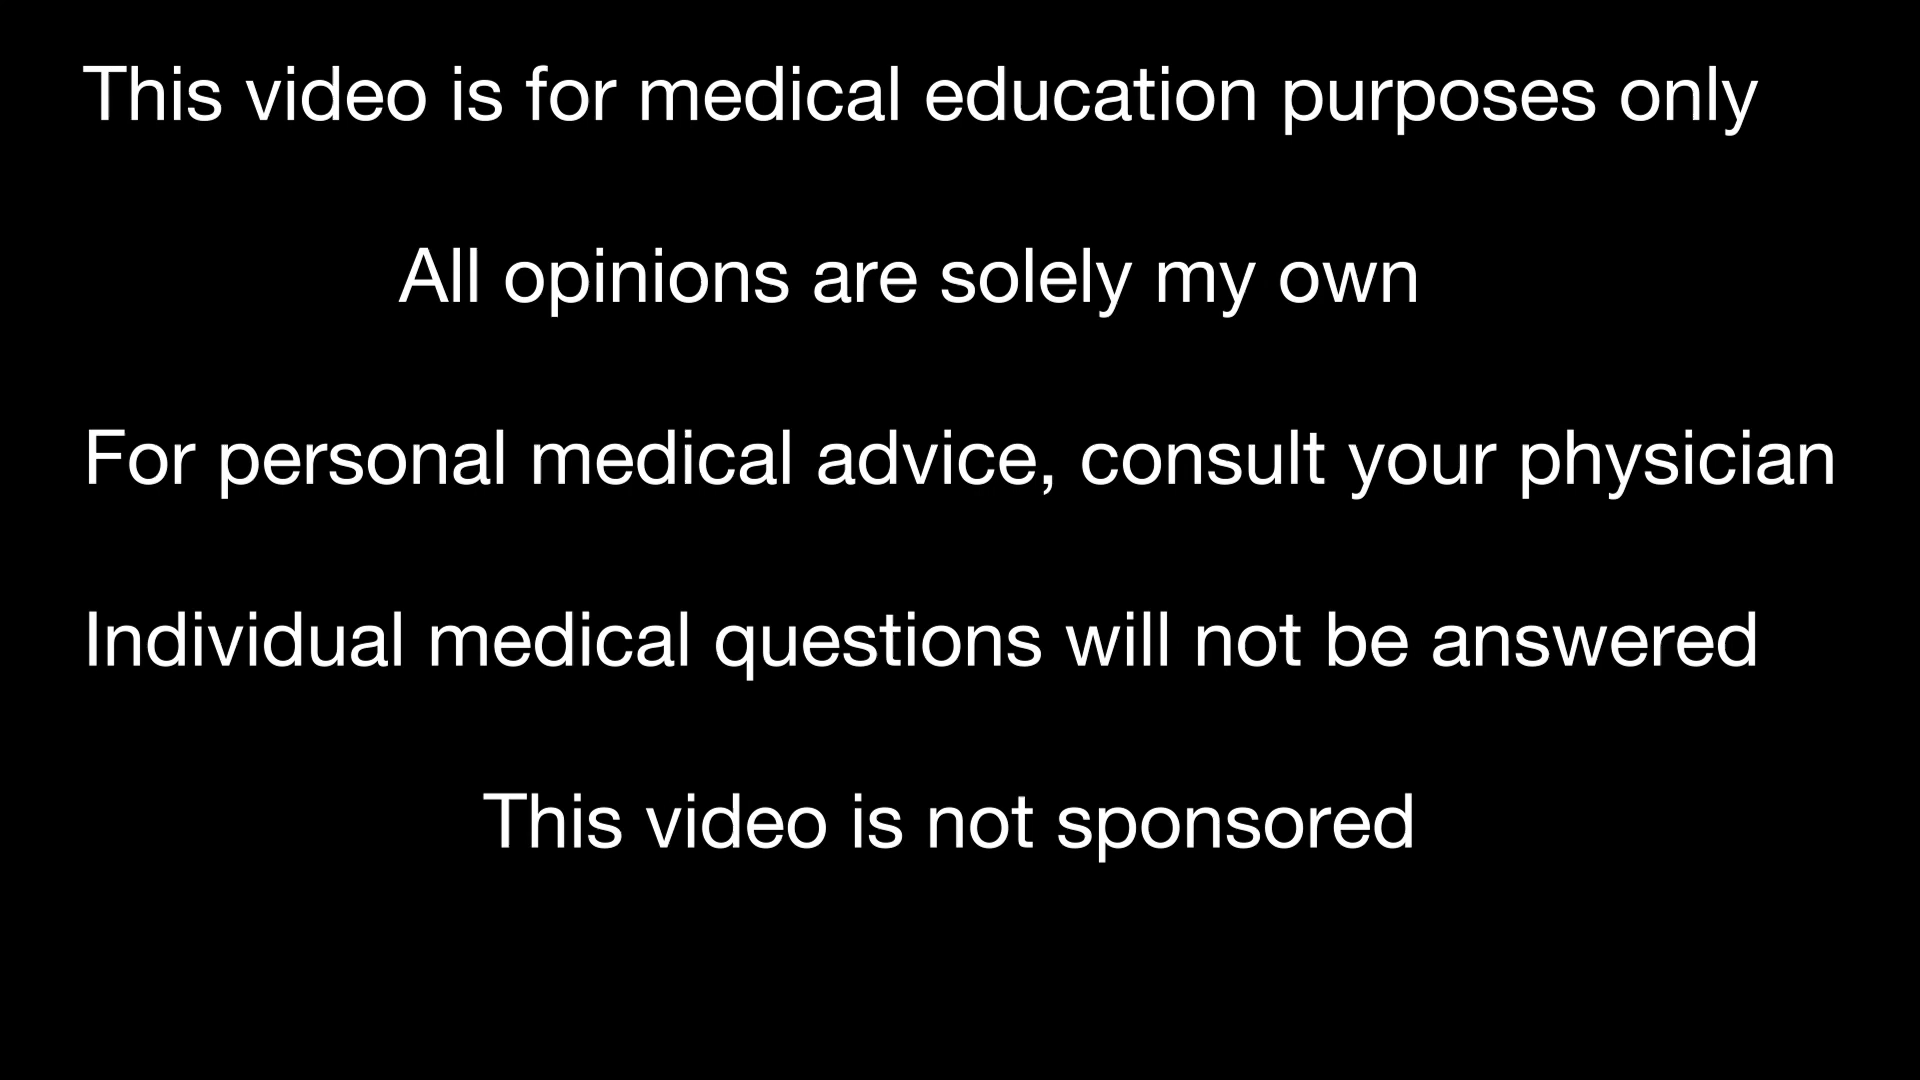 This video is for medical education purposes only
All opinions are solely my own
For personal medical advice, consult your physician
Individual medical questions will not be answered
This video is not sponsored